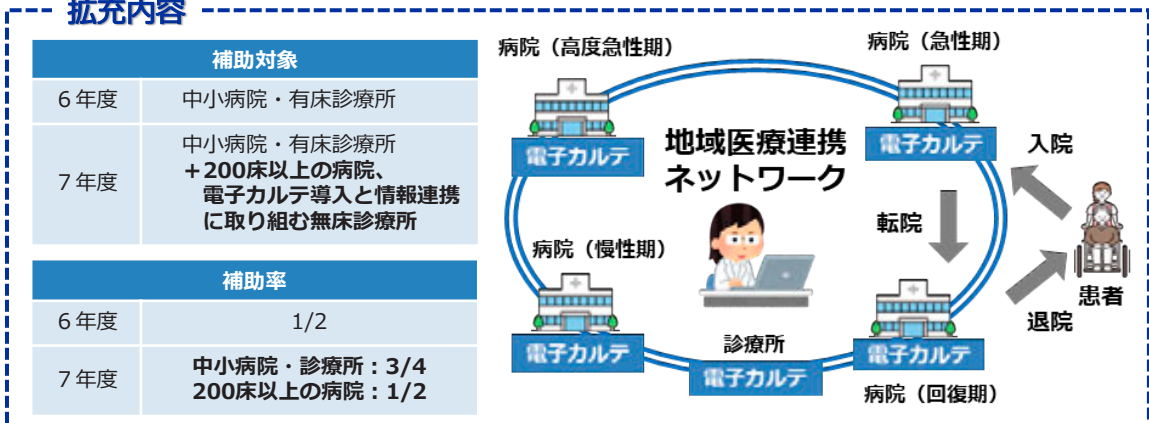 拡充内容
補助対象
6年度 中小病院・有床診療所
7年度 中小病院・有床診療所
+200床以上の病院、
電子カルテ導入と情報連携
に取り組む無床診療所
補助率
6年度 1/2
7年度 中小病院・診療所：3/4
200床以上の病院：1/2
病院（高度急性期）
電子カルテ
病院（急性期）
電子カルテ
地域医療連携
ネットワーク
入院
転院
患者
退院
病院（慢性期）
電子カルテ
診療所
電子カルテ
電子カルテ
病院（回復期）